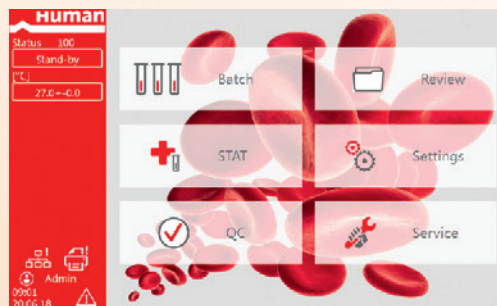 Human
Status 100
Stand-by
[°C]
27.0+-0.0
Batch
Review
STAT
Settings
QC
Service
Admin
09:01
20.06.18